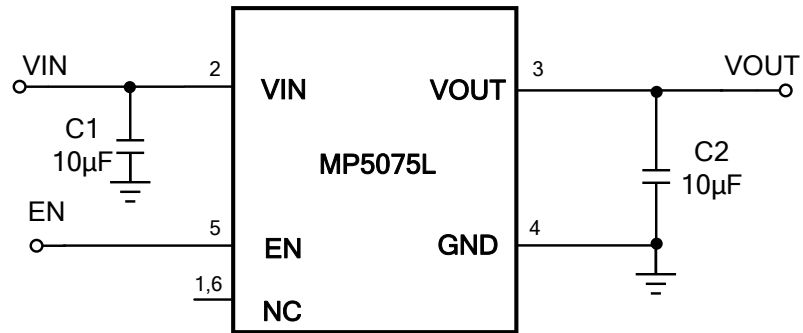 VIN
2
VIN
VOUT
3
VOUT
C1
10µF
MP5075L
C2
10µF
EN
5
EN
GND
4
1,6
NC